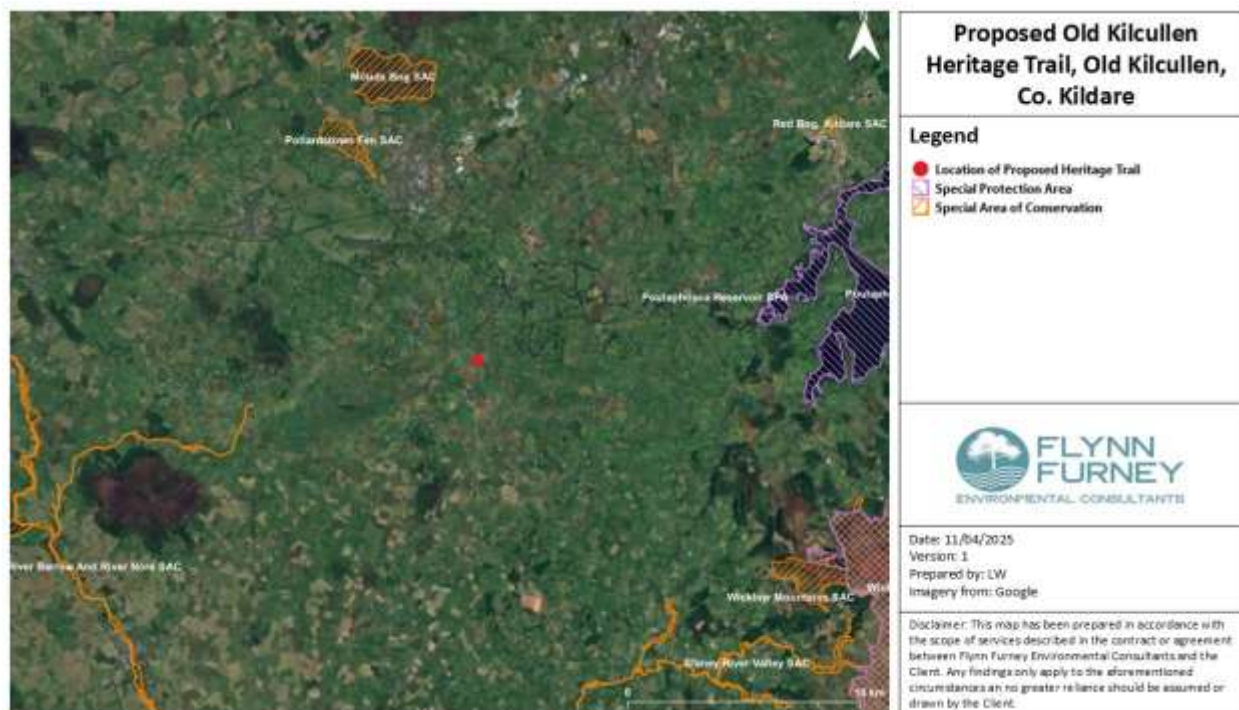 Mouds Bog SAC
Pollardstown Fen SAC
Red Bog, Kildare SAC
Poulaphouca Reservoir SPA
Poulaph
River Barrow And River Nore SAC
Wicklow Mountains SAC
Wick
Slaney River Valley SAC
0
10 km
Proposed Old Kilcullen
Heritage Trail, Old Kilcullen,
Co. Kildare
Legend
Location of Proposed Heritage Trail
Special Protection Area
Special Area of Conservation
FLYNN
FURNEY
ENVIRONMENTAL CONSULTANTS
Date: 11/04/2025
Version: 1
Prepared by: LW
Imagery from: Google
Disclaimer: This map has been prepared in accordance with
the scope of services described in the contract or agreement
between Flynn Furney Environmental Consultants and the
Client. Any findings only apply to the aforementioned
circumstances an no greater reliance should be assumed or
drawn by the Client.